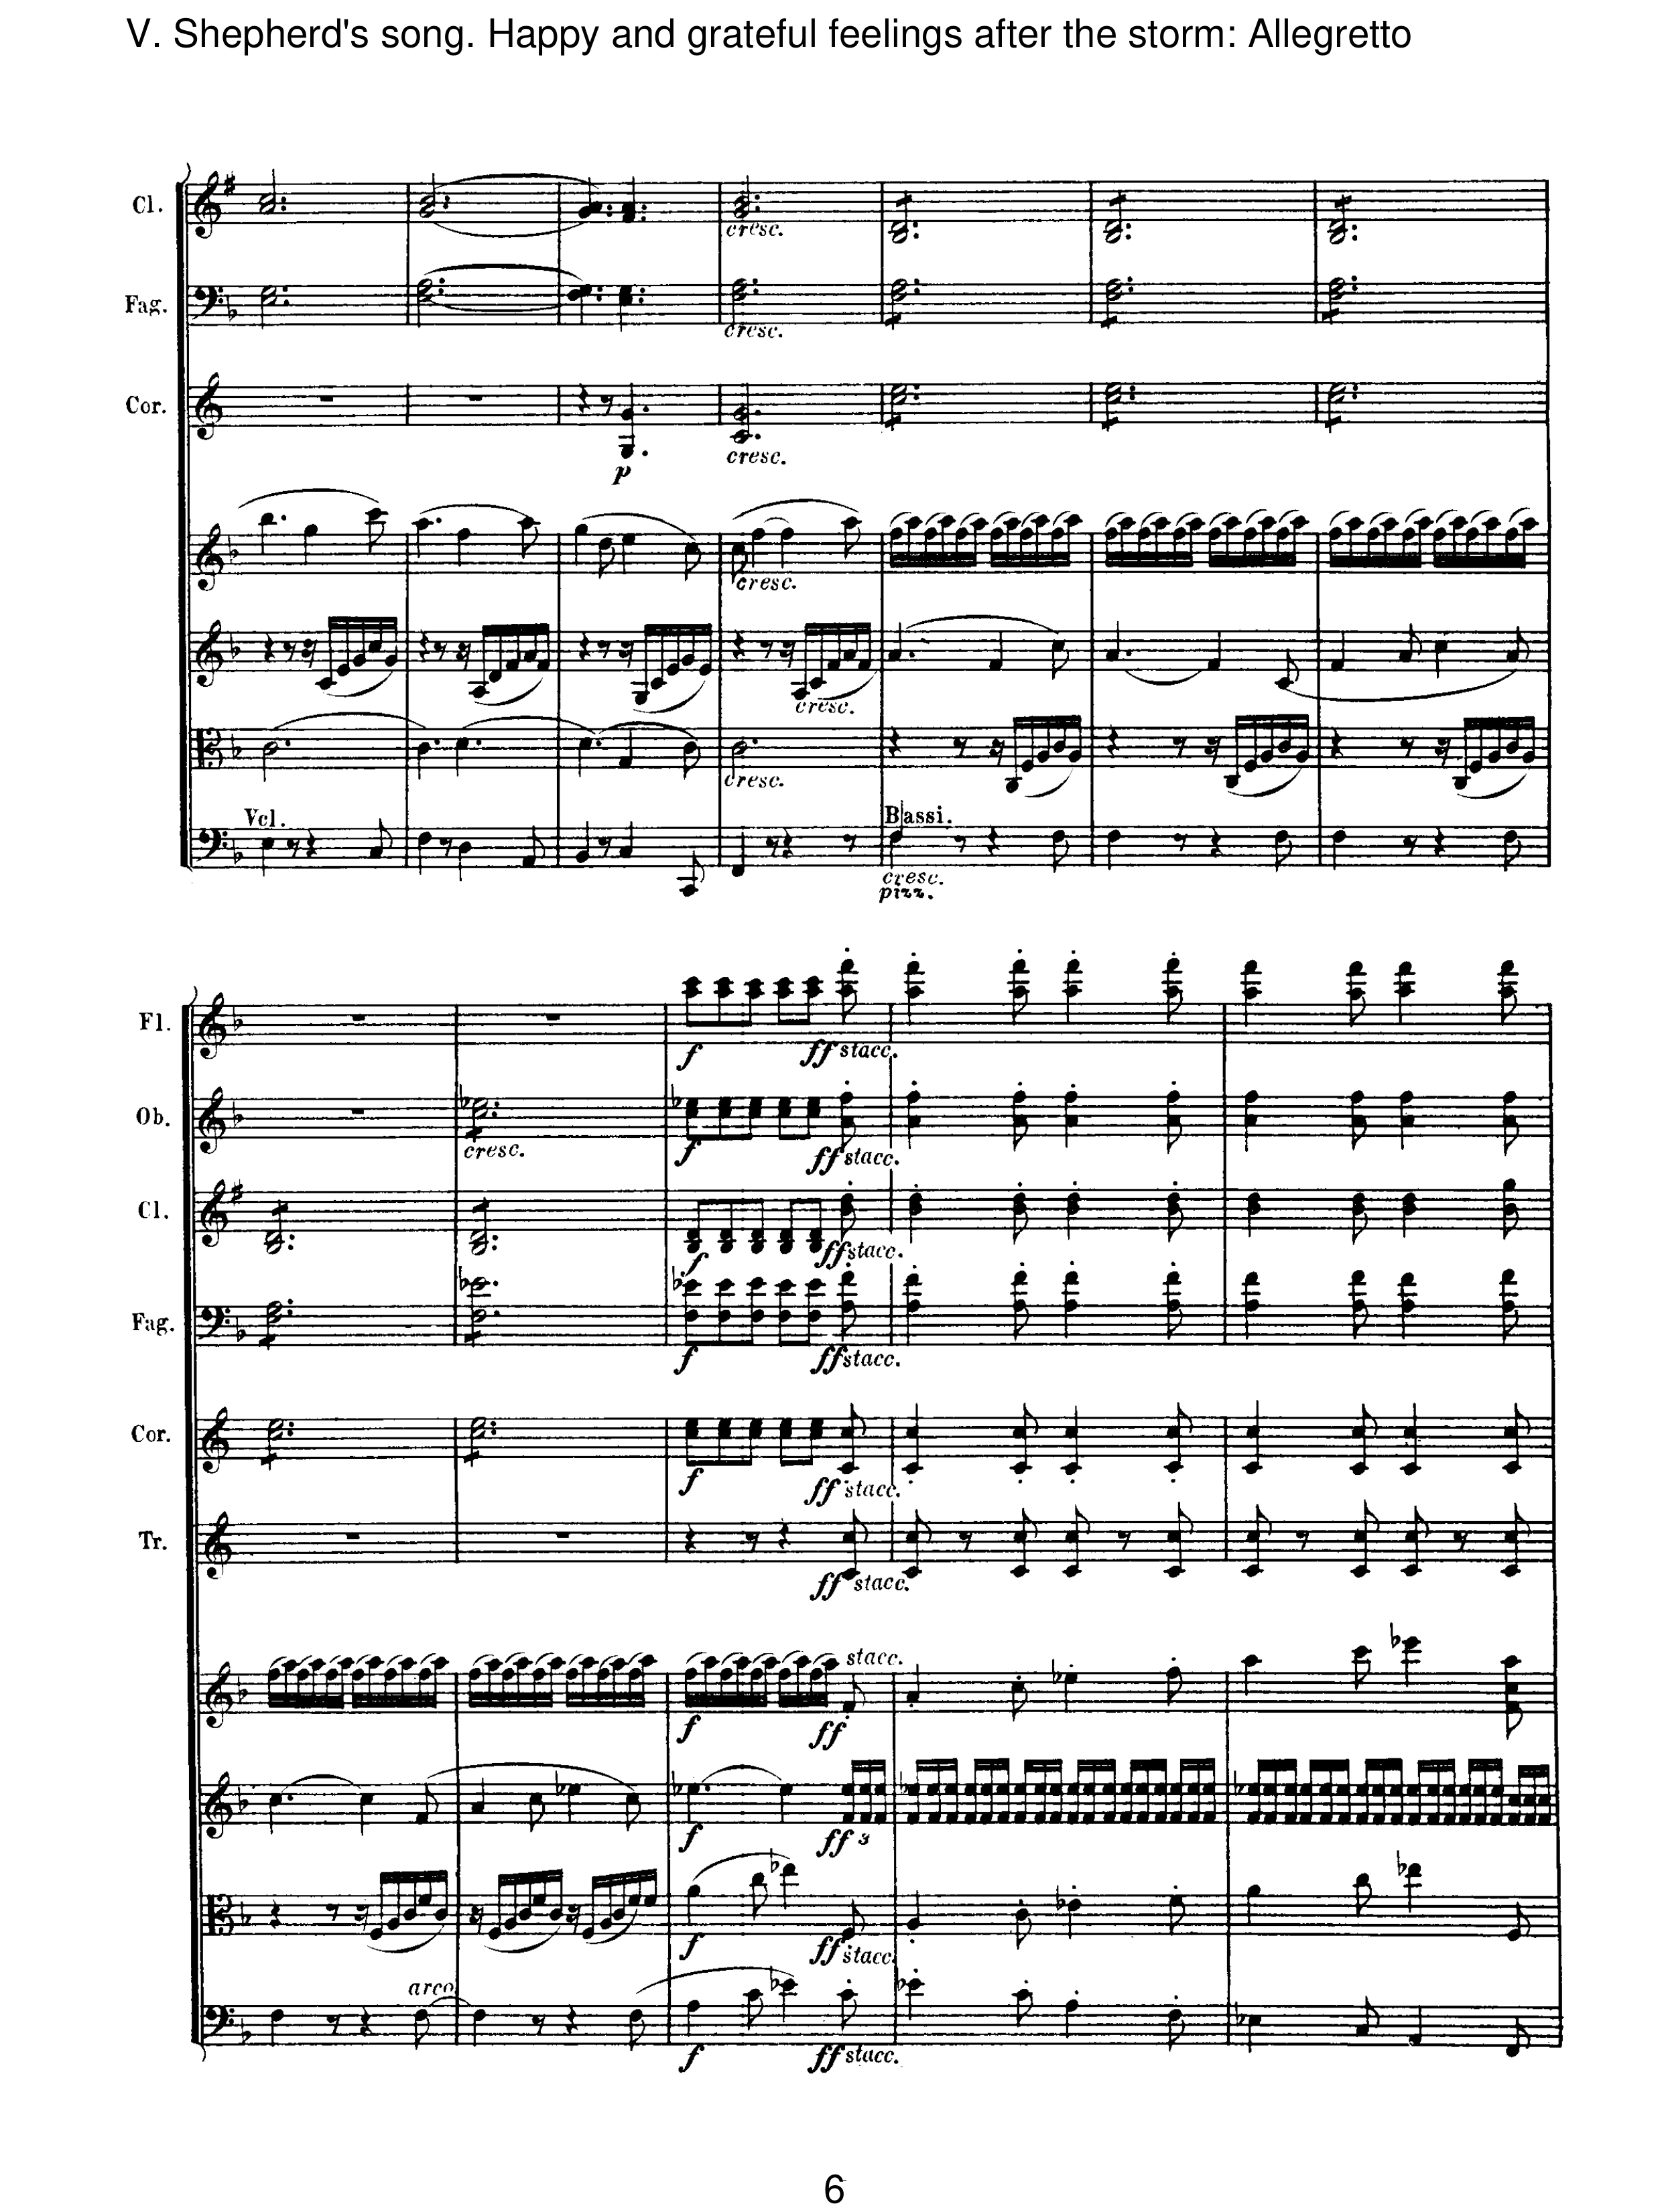 V. Shepherd's song. Happy and grateful feelings after the storm: Allegretto
Cl.
cresc.
Fag.
cresc.
Cor.
p
cresc.
cresc.
cresc.
cresc.
Vcl.
Bassi.
cresc.
pizz.
Fl.
f
ff stacc.
Ob.
cresc.
f
ff stacc.
Cl.
f
ff stacc.
Fag.
f
ff stacc.
Cor.
f
ff stacc.
Tr.
ff stacc.
stacc.
f
ff
f
ff 3
f
ff stacc.
arco
f
ff stacc.
6